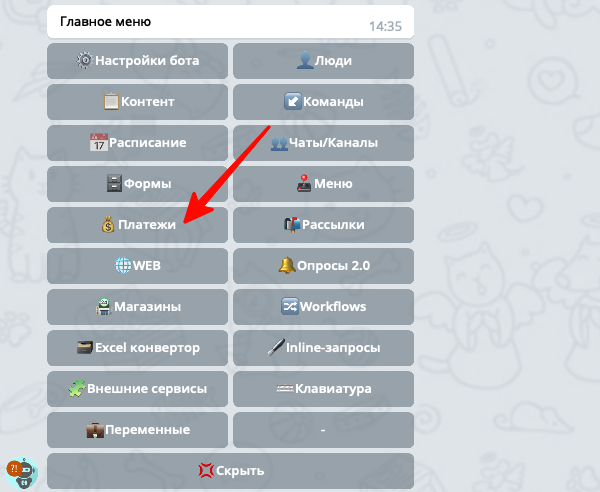 Главное меню
14:35
Настройки бота
Люди
Контент
Команды
17
Расписание
Чаты/Каналы
Формы
Меню
Платежи
Рассылки
WEB
Опросы 2.0
Магазины
Workflows
Excel конвертор
Inline-запросы
Внешние сервисы
Клавиатура
Переменные
-
Скрыть
?!